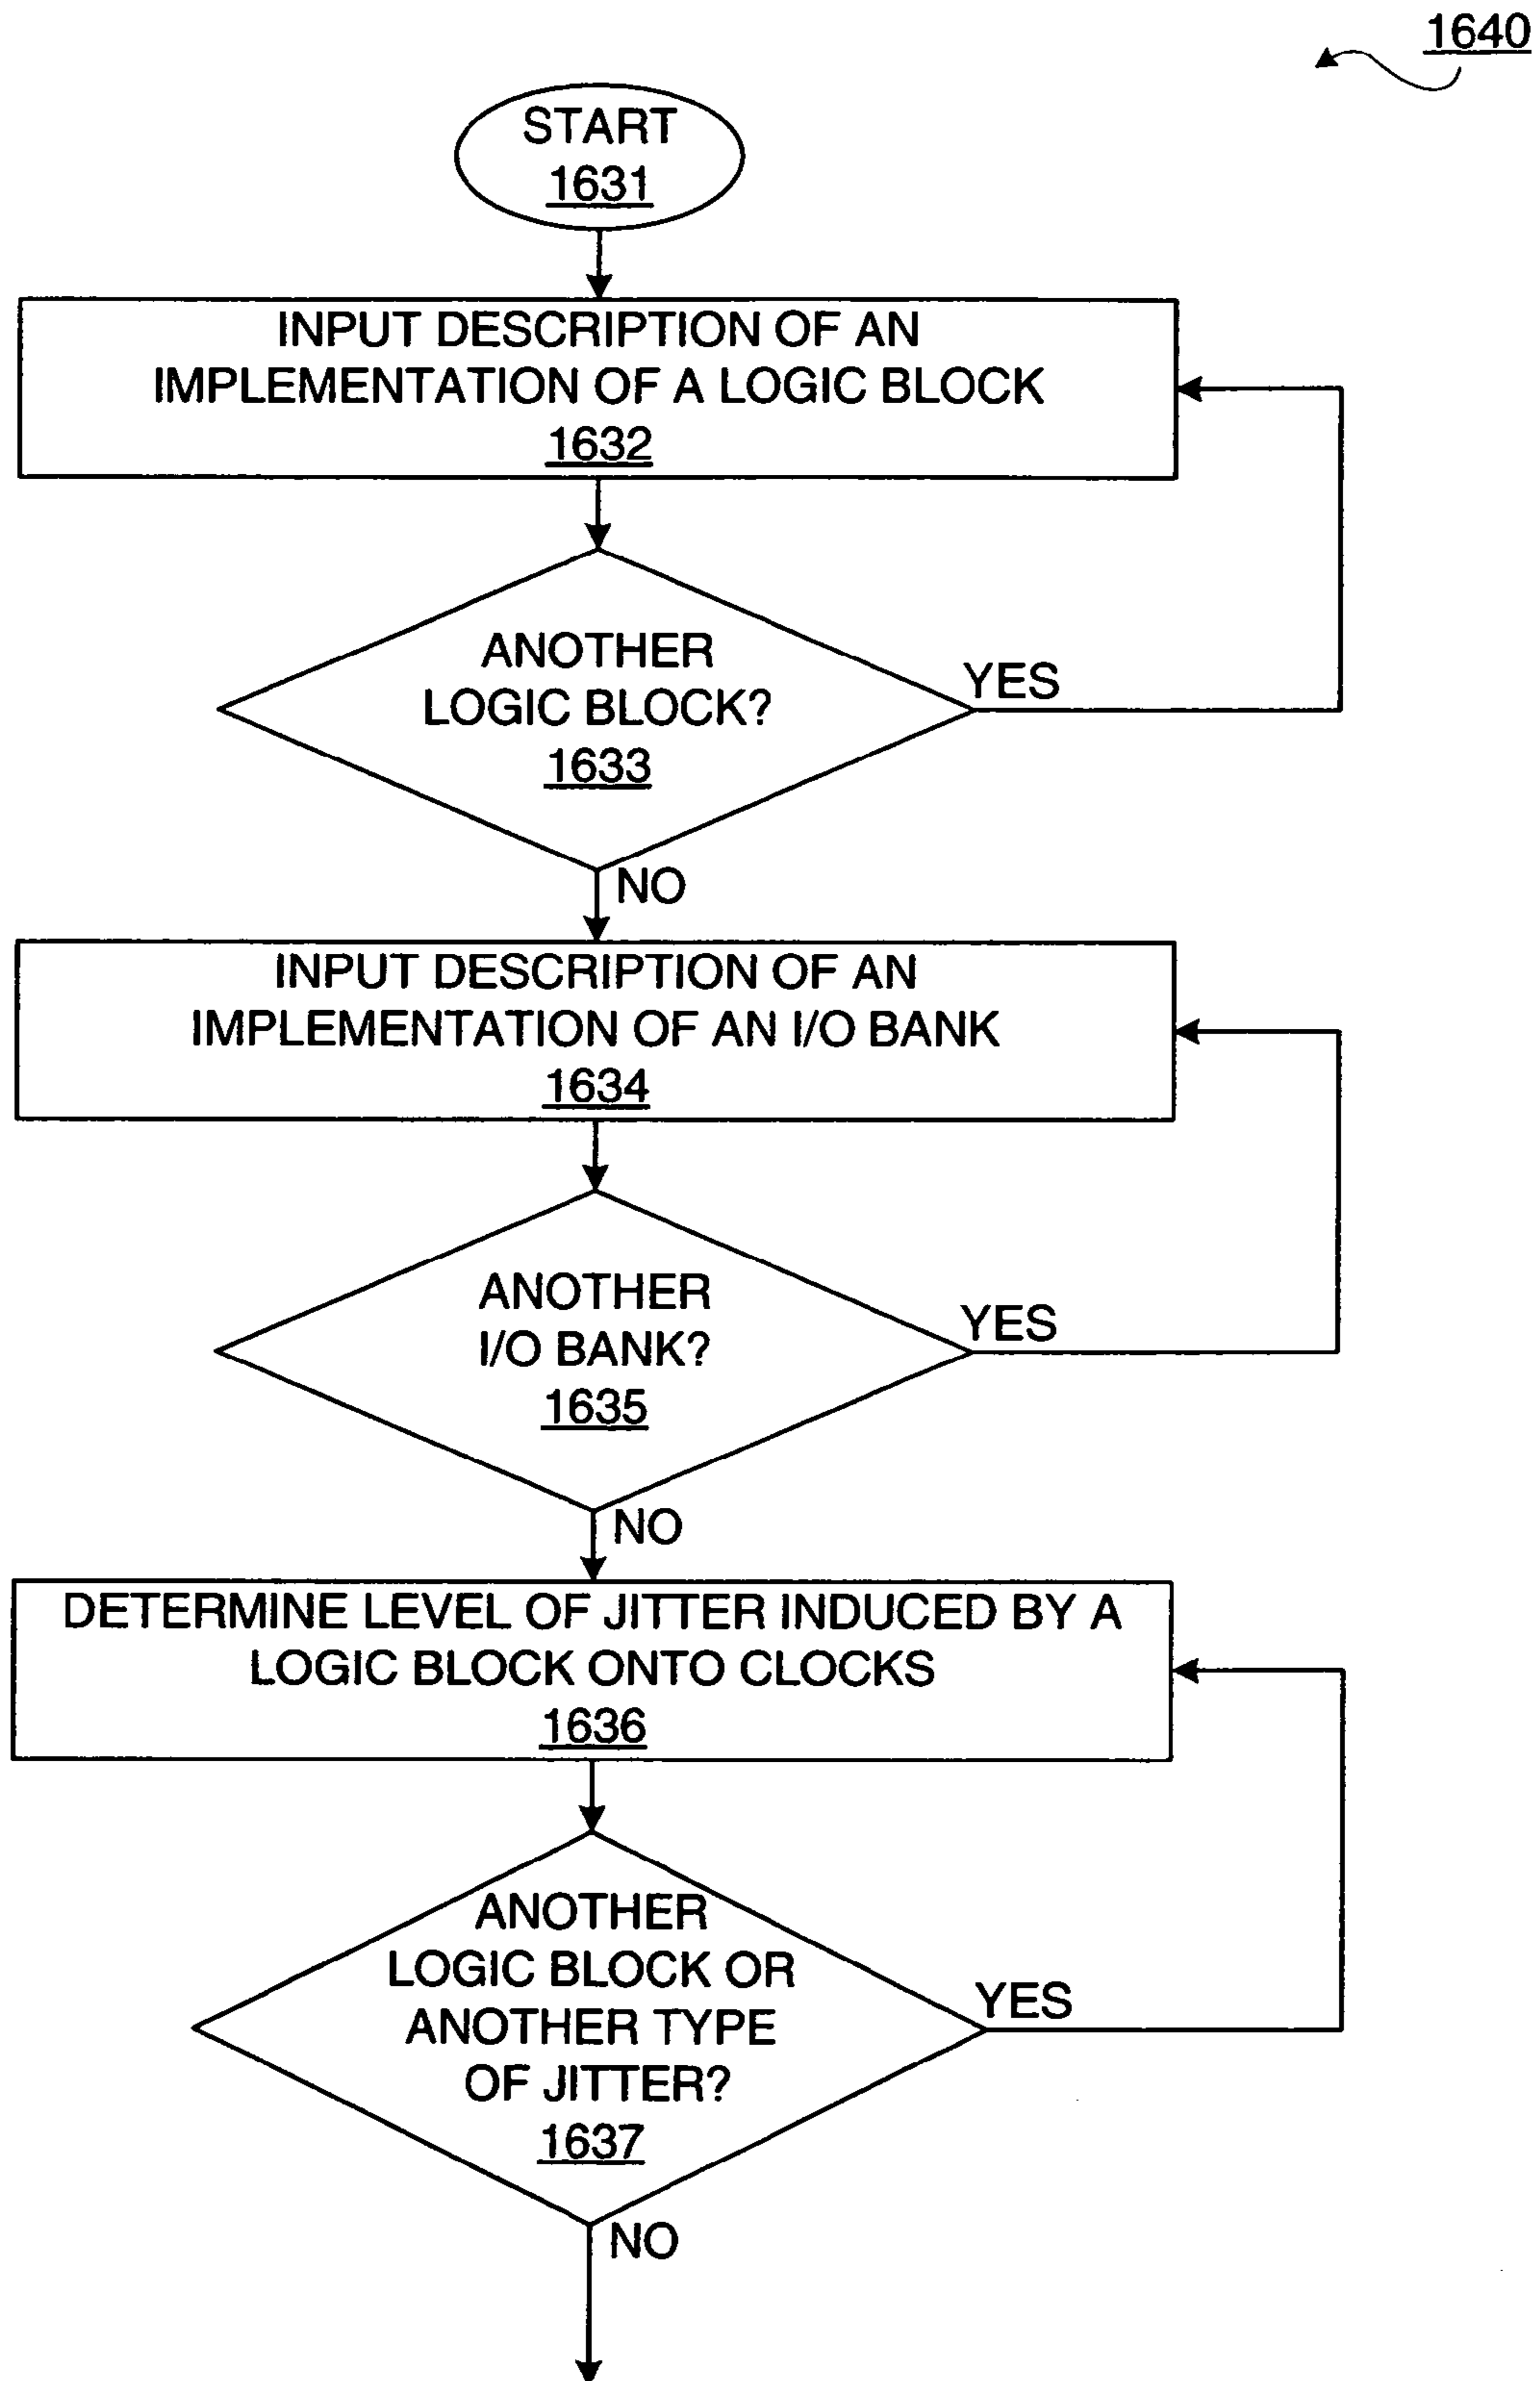 1640
START
1631
INPUT DESCRIPTION OF AN
IMPLEMENTATION OF A LOGIC BLOCK
1632
ANOTHER
LOGIC BLOCK?
1633
YES
NO
INPUT DESCRIPTION OF AN
IMPLEMENTATION OF AN I/O BANK
1634
ANOTHER
I/O BANK?
1635
YES
NO
DETERMINE LEVEL OF JITTER INDUCED BY A
LOGIC BLOCK ONTO CLOCKS
1636
ANOTHER
LOGIC BLOCK OR
ANOTHER TYPE
OF JITTER?
1637
YES
NO